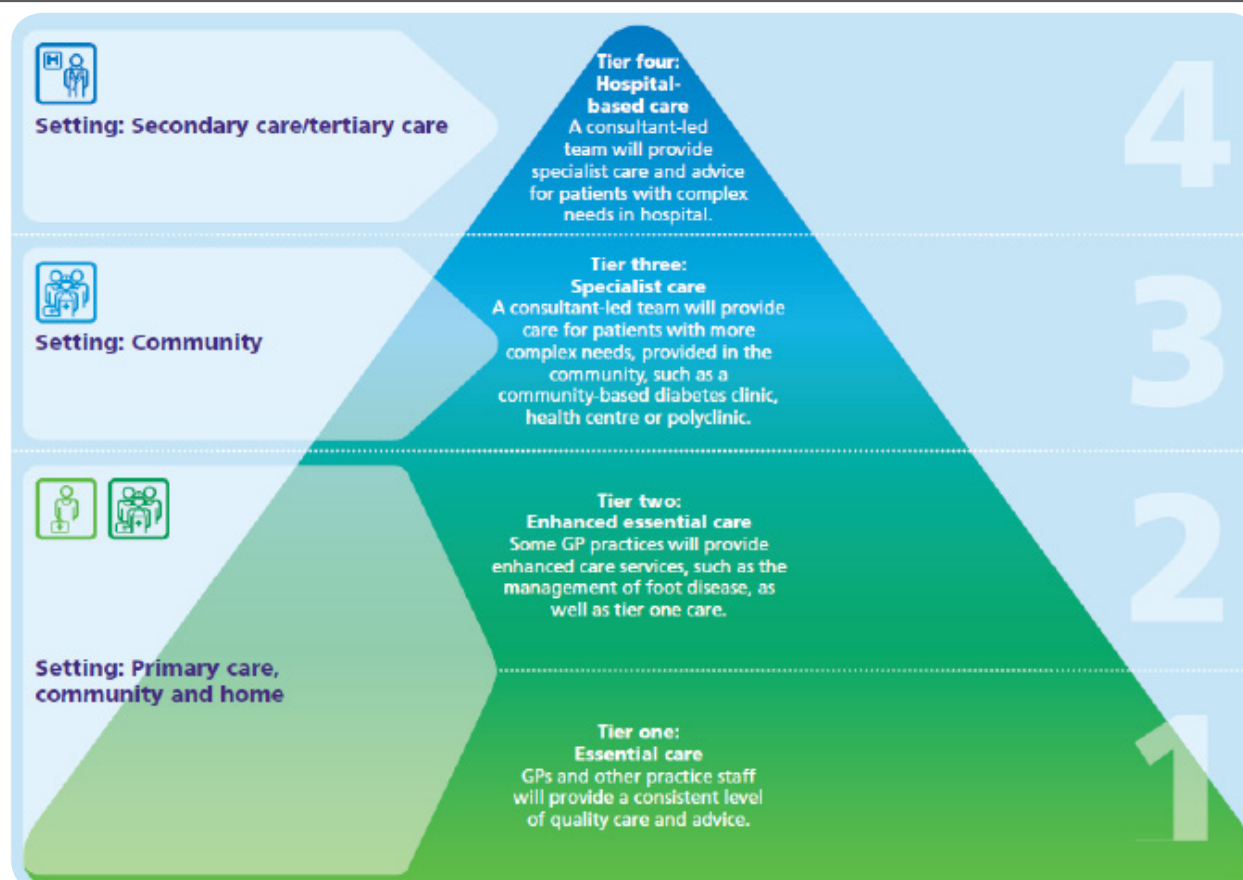 H
Setting: Secondary care/tertiary care
Tier four:
Hospital-
based care
A consultant-led
team will provide
specialist care and advice
for patients with complex
needs in hospital.
4
Setting: Community
Tier three:
Specialist care
A consultant-led team will provide
care for patients with more
complex needs, provided in the
community, such as a
community-based diabetes clinic,
health centre or polyclinic.
3
Tier two:
Enhanced essential care
Some GP practices will provide
enhanced care services, such as the
management of foot disease, as
well as tier one care.
2
Setting: Primary care,
community and home
Tier one:
Essential care
GPs and other practice staff
will provide a consistent level
of quality care and advice.
1